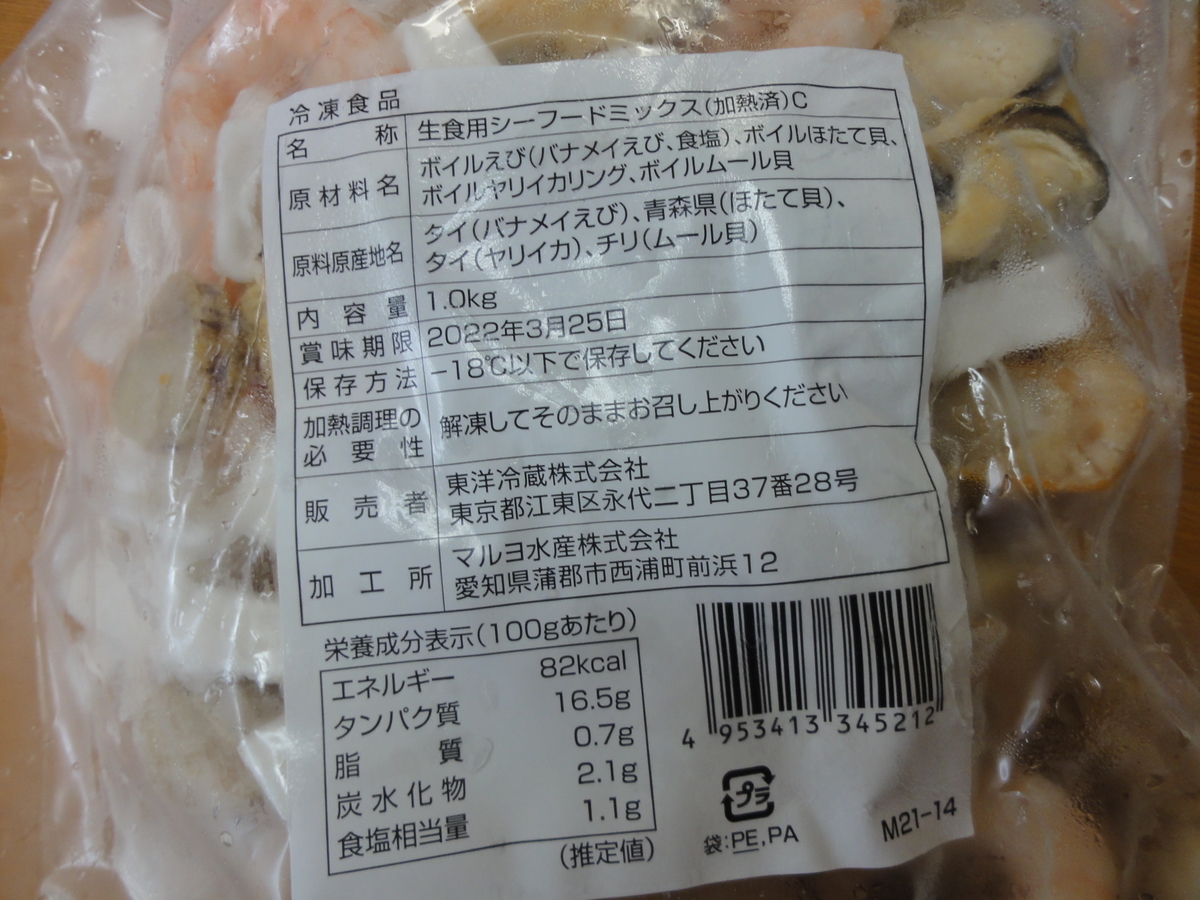 冷凍食品
名称 生食用シーフードミックス(加熱済)C
原材料名 ボイルえび(バナメイえび、食塩)、ボイルほたて貝、
ボイルヤリイカリング、ボイルムール貝
原料原産地名 タイ(バナメイえび)、青森県(ほたて貝)、
タイ(ヤリイカ)、チリ(ムール貝)
内容量 1.0kg
賞味期限 2022年3月25日
保存方法 -18℃以下で保存してください
加熱調理の
必要性 解凍してそのままお召し上がりください
販売者 東洋冷蔵株式会社
東京都江東区永代二丁目37番28号
加工所 マルヨ水産株式会社
愛知県蒲郡市西浦町前浜12
栄養成分表示(100gあたり)
エネルギー 82kcal
タンパク質 16.5g
脂質 0.7g
炭水化物 2.1g
食塩相当量 1.1g
(推定値)
4 953413 345212
プラ
袋:PE,PA
M21-14